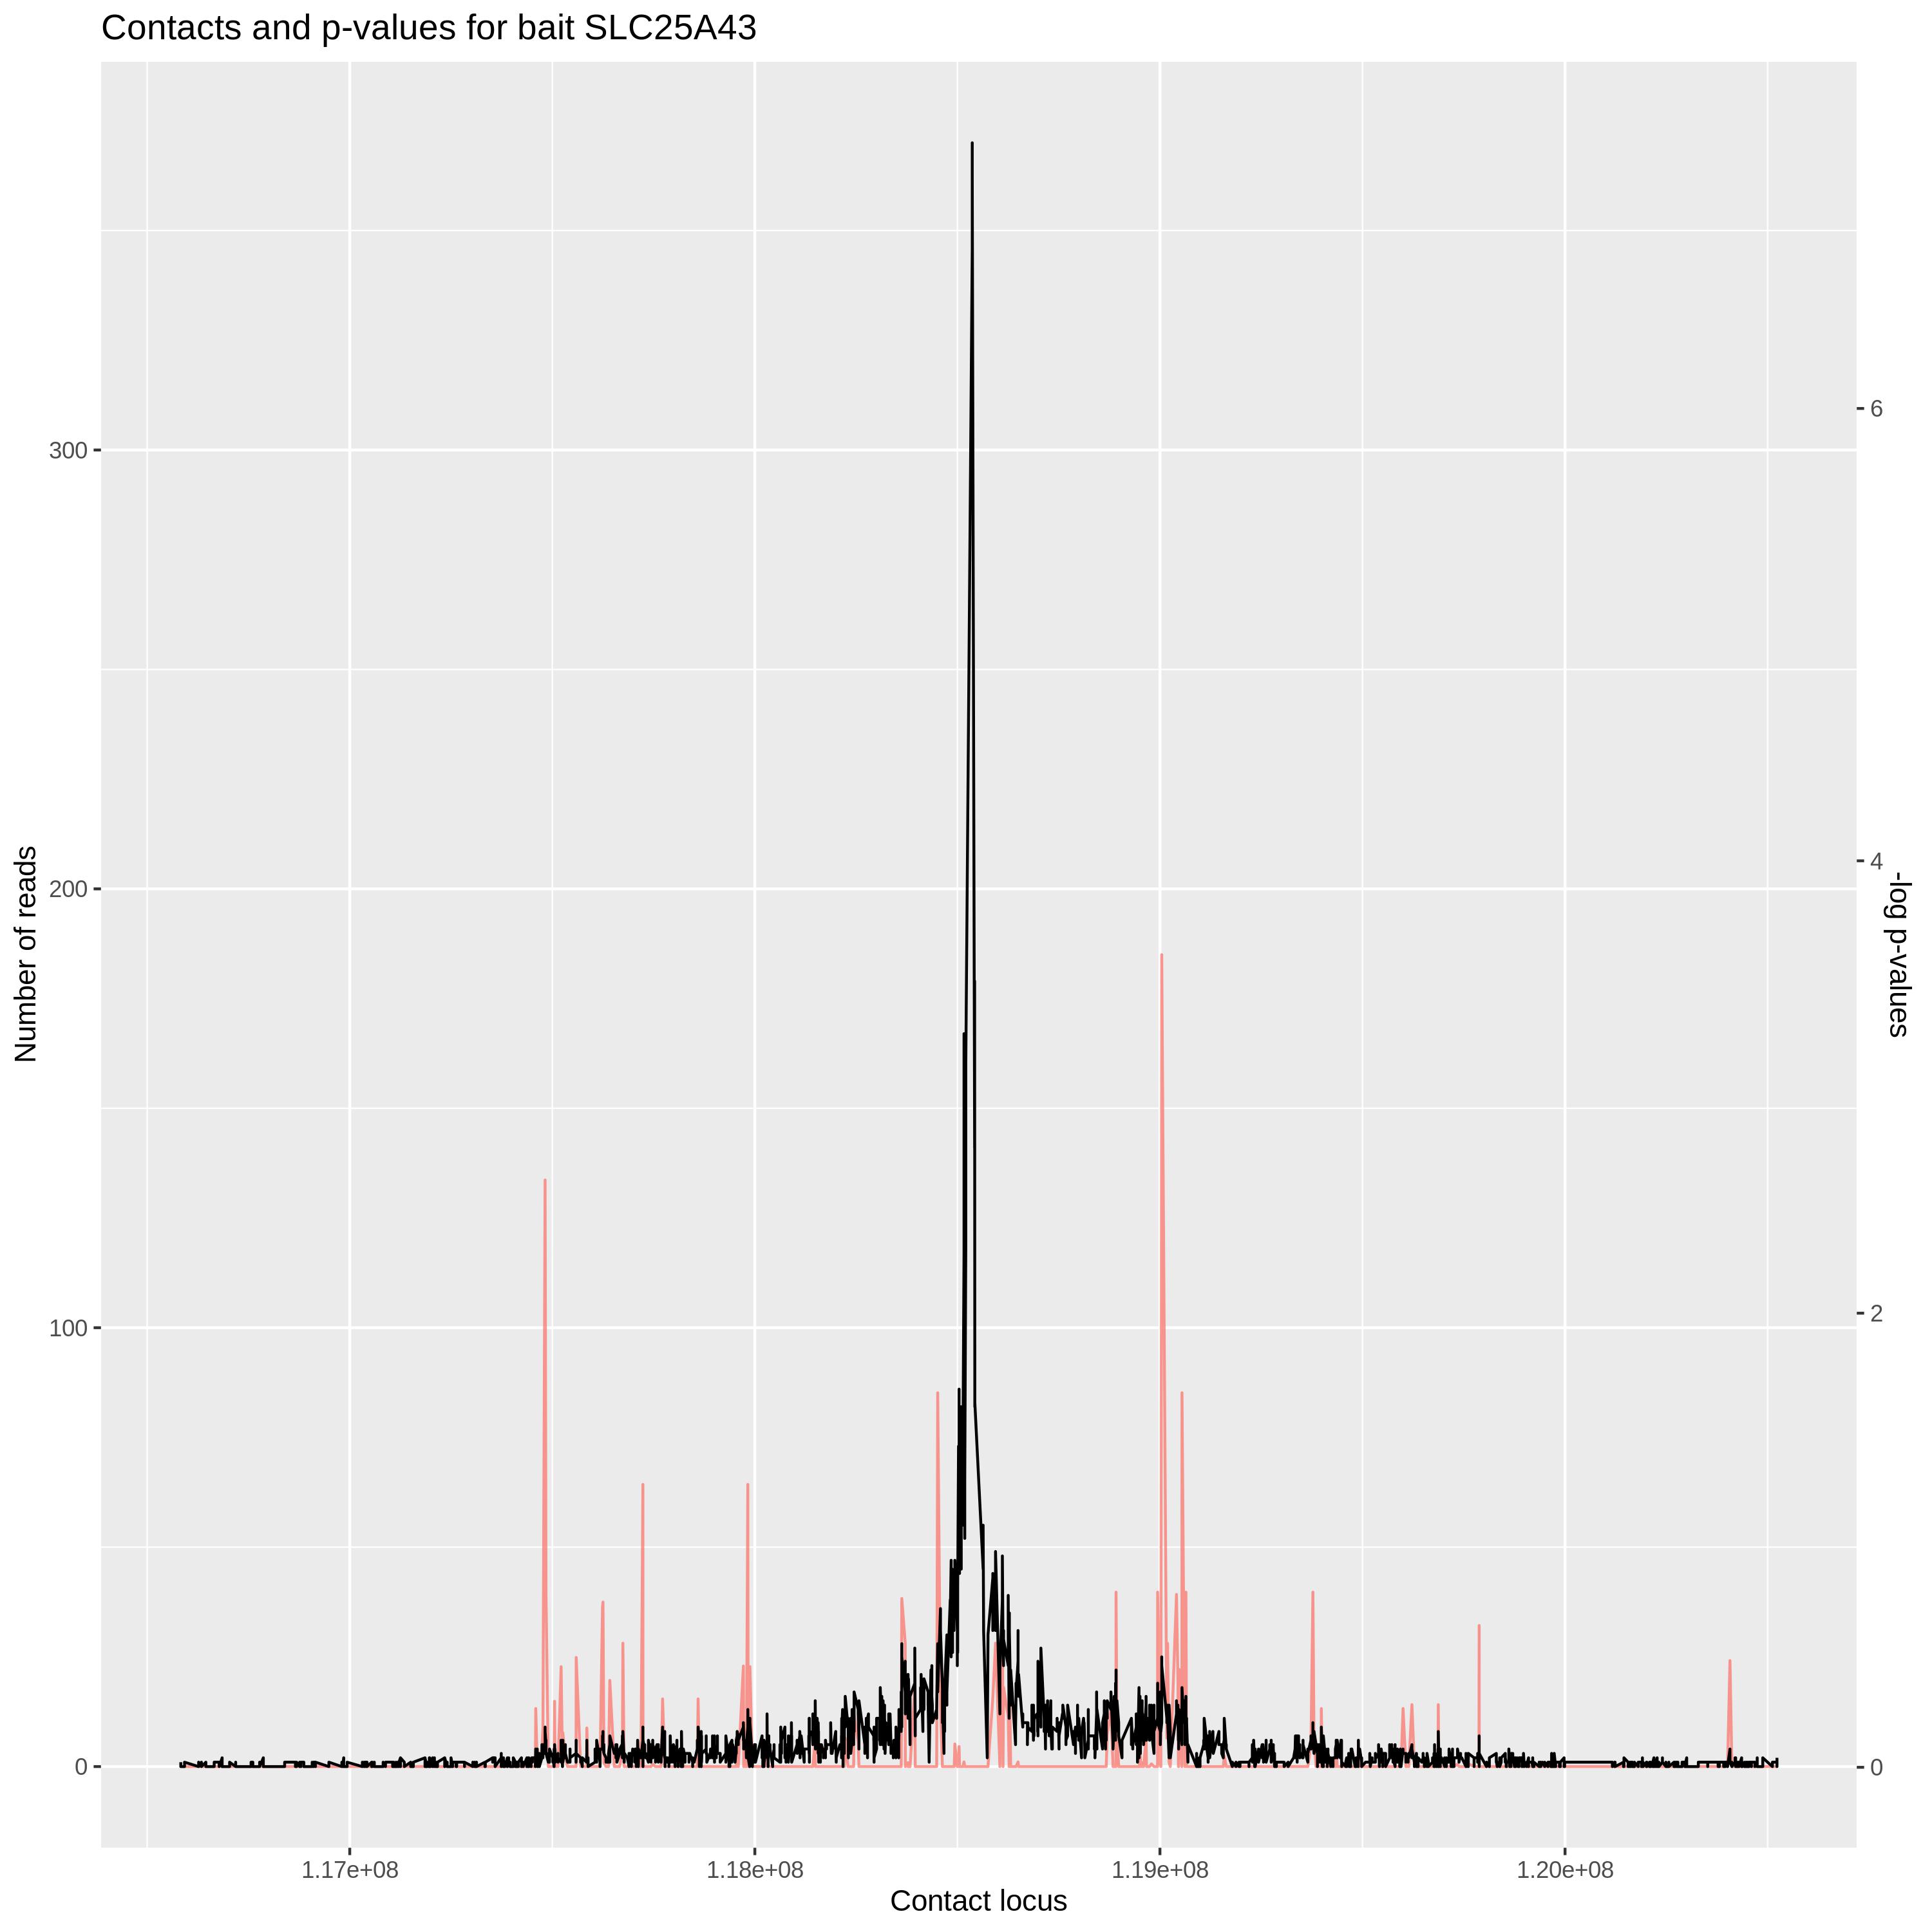 Contacts and p-values for bait SLC25A43
Number of reads
300
200
100
0
6
4
2
0
-log p-values
1.17e+08
1.18e+08
1.19e+08
1.20e+08
Contact locus